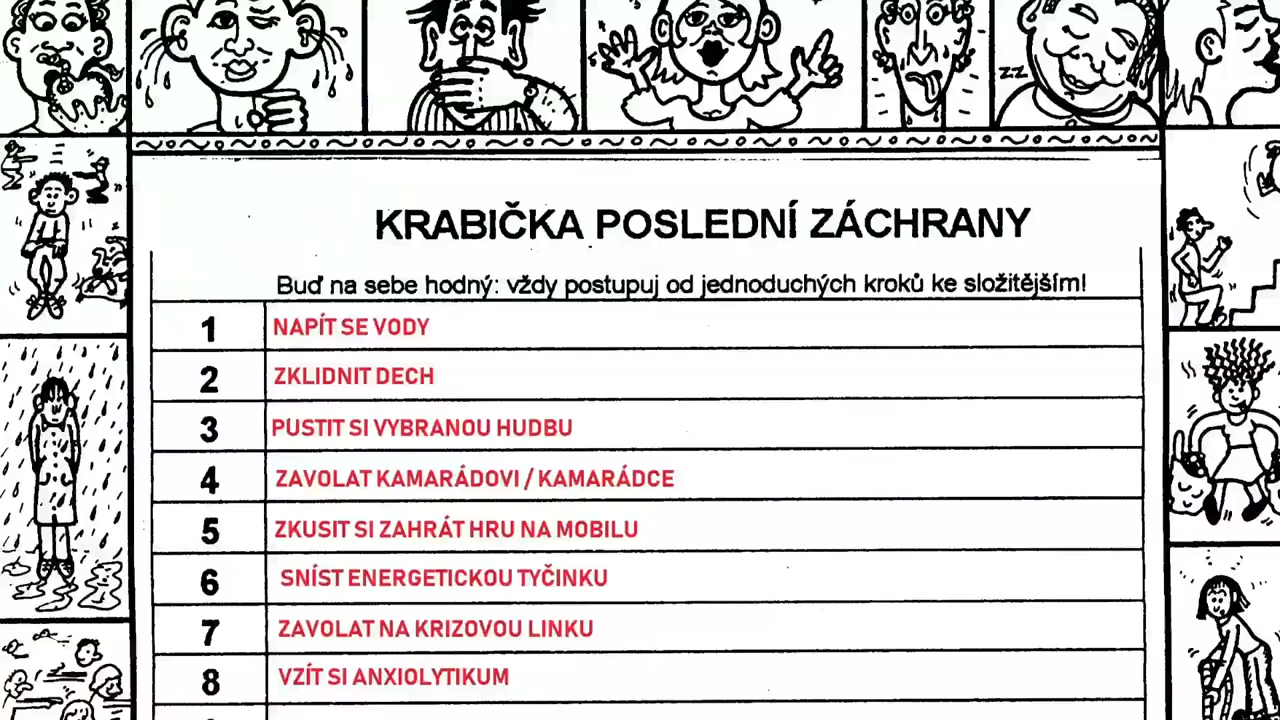 zz
KRABIČKA POSLEDNÍ ZÁCHRANY
Buď na sebe hodný: vždy postupuj od jednoduchých kroků ke složitějším!
1 NAPÍT SE VODY
2 ZKLIDNIT DECH
3 PUSTIT SI VYBRANOU HUDBU
4 ZAVOLAT KAMARÁDOVI / KAMARÁDCE
5 ZKUSIT SI ZAHRÁT HRU NA MOBILU
6 SNÍST ENERGETICKOU TYČINKU
7 ZAVOLAT NA KRIZOVOU LINKU
8 VZÍT SI ANXIOLYTIKUM